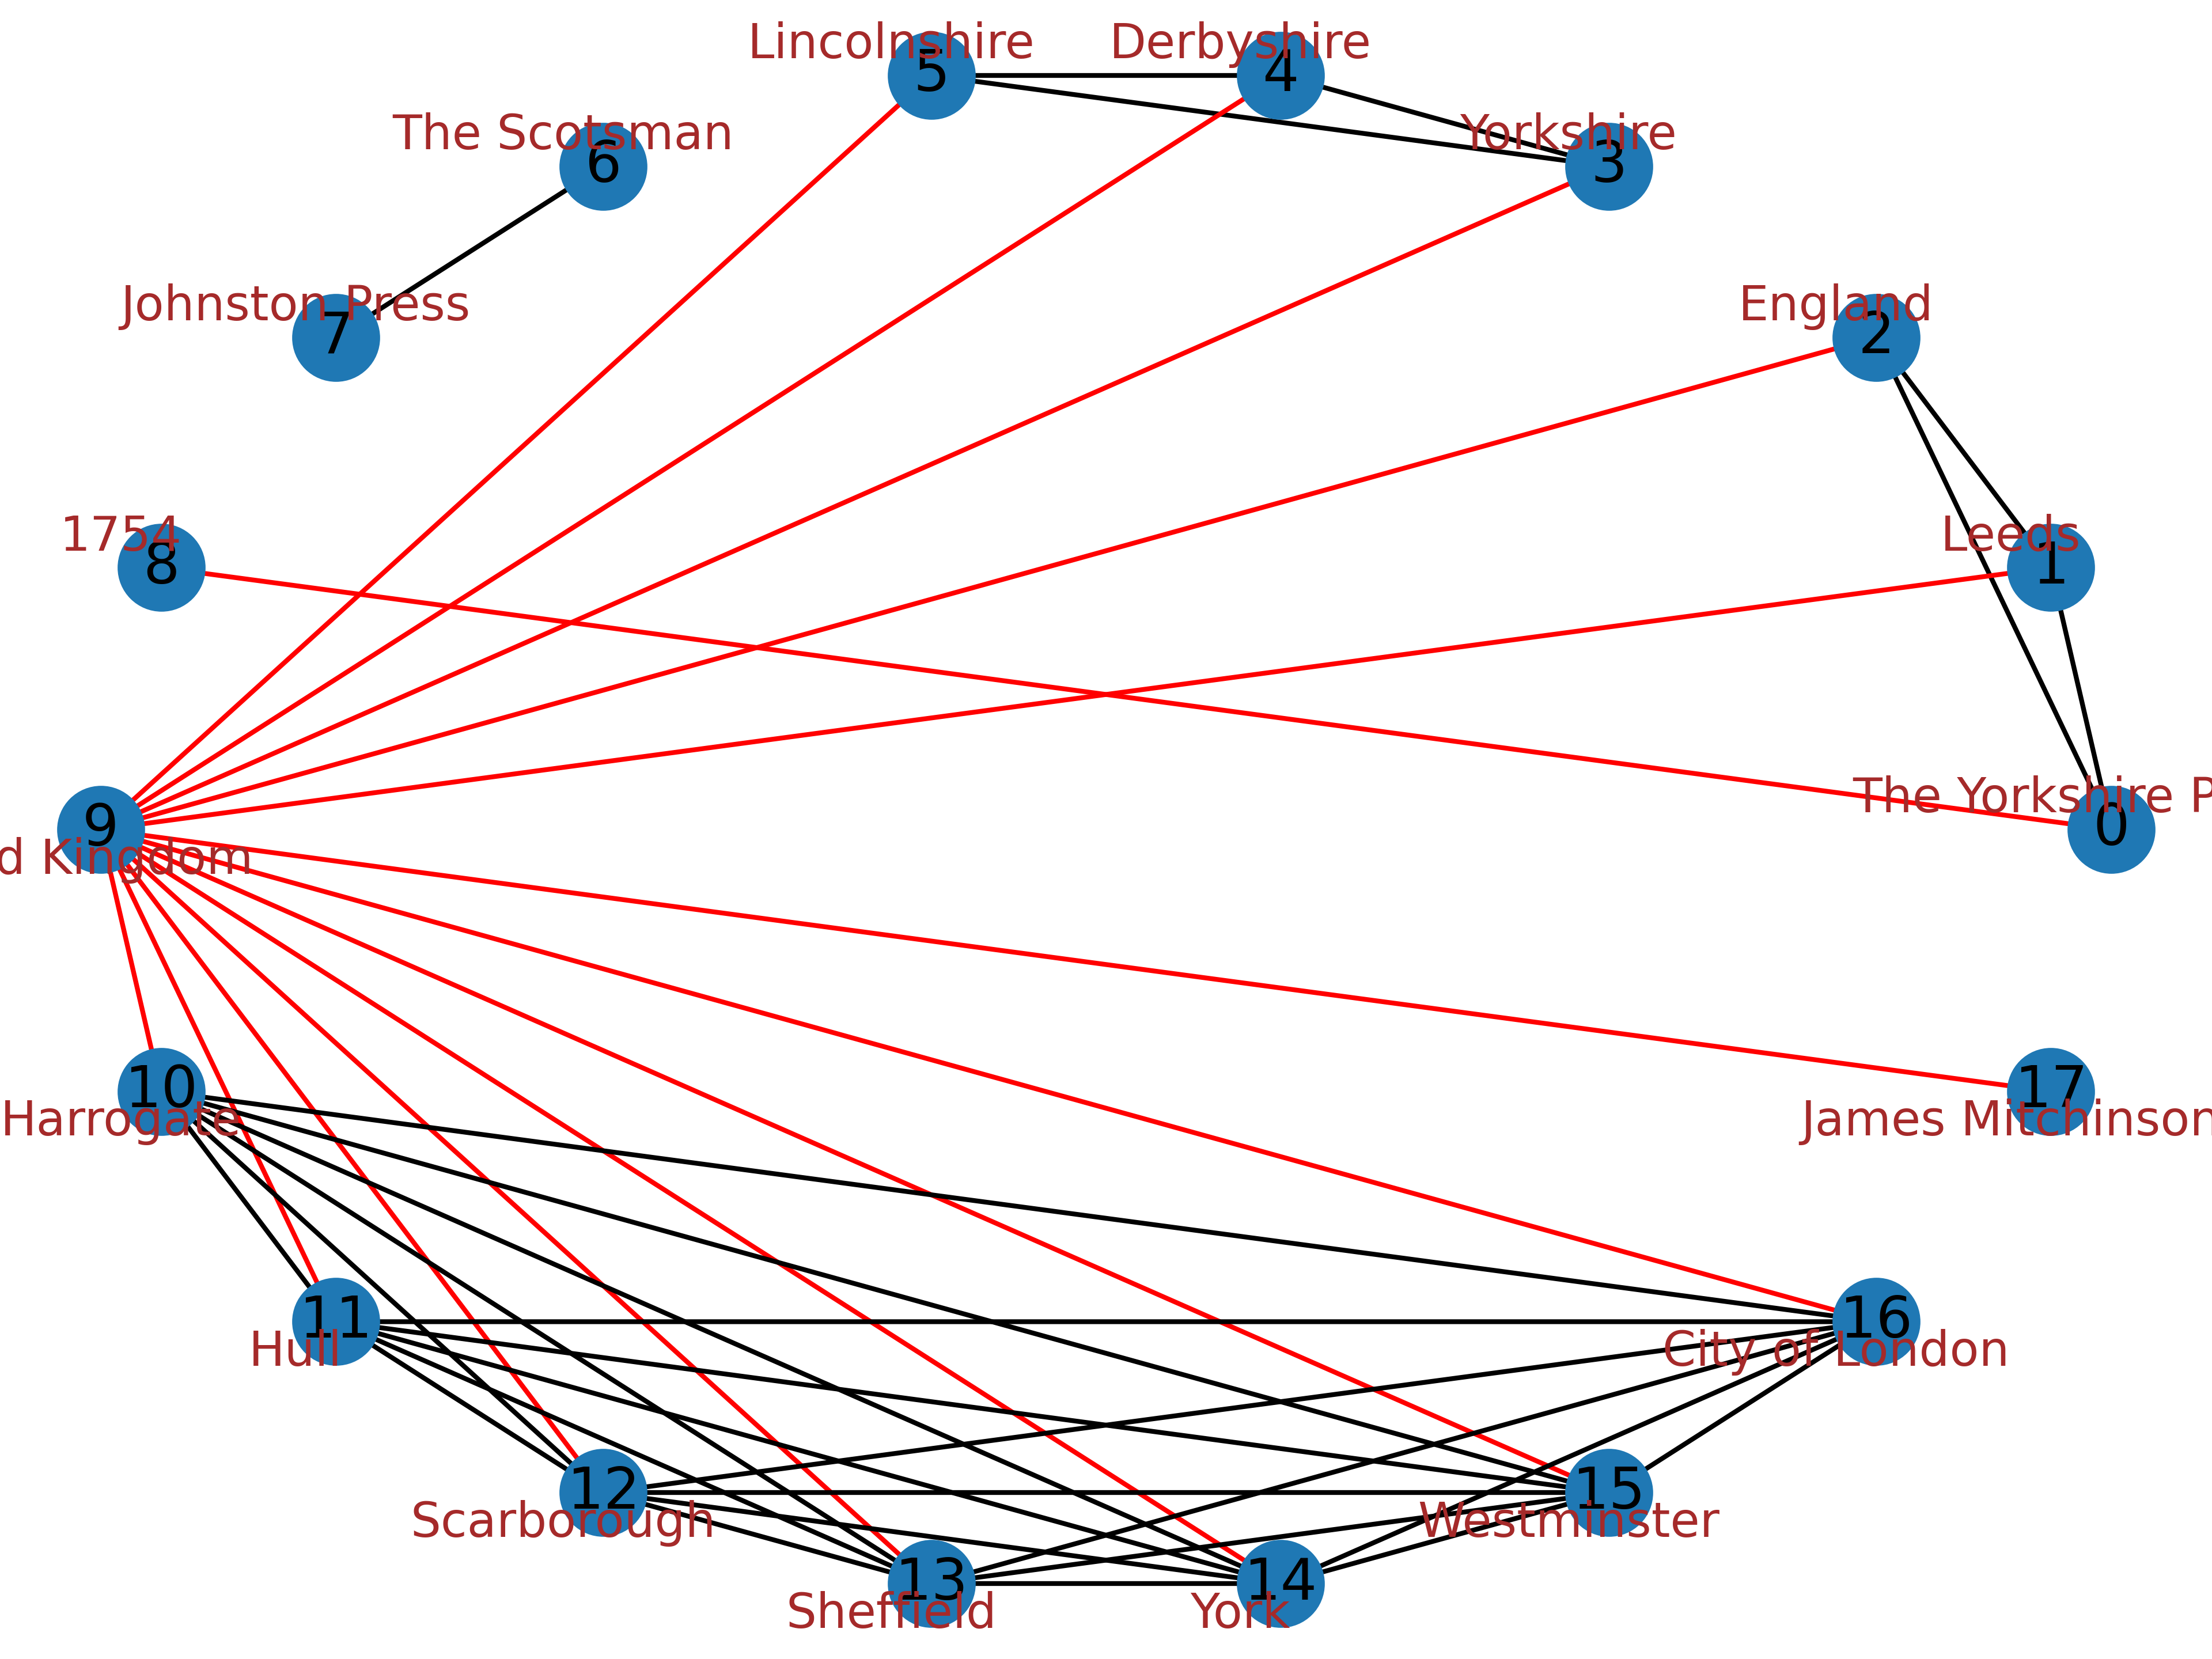 Lincolnshire
5
Derbyshire
4
The Scotsman
6
Yorkshire
3
Johnston Press
7
England
2
1754
8
Leeds
1
The Yorkshire P
0
9
d Kingdom
10
Harrogate
17
James Mitchinson
11
Hull
16
City of London
12
Scarborough
15
Westminster
13
Sheffield
14
York